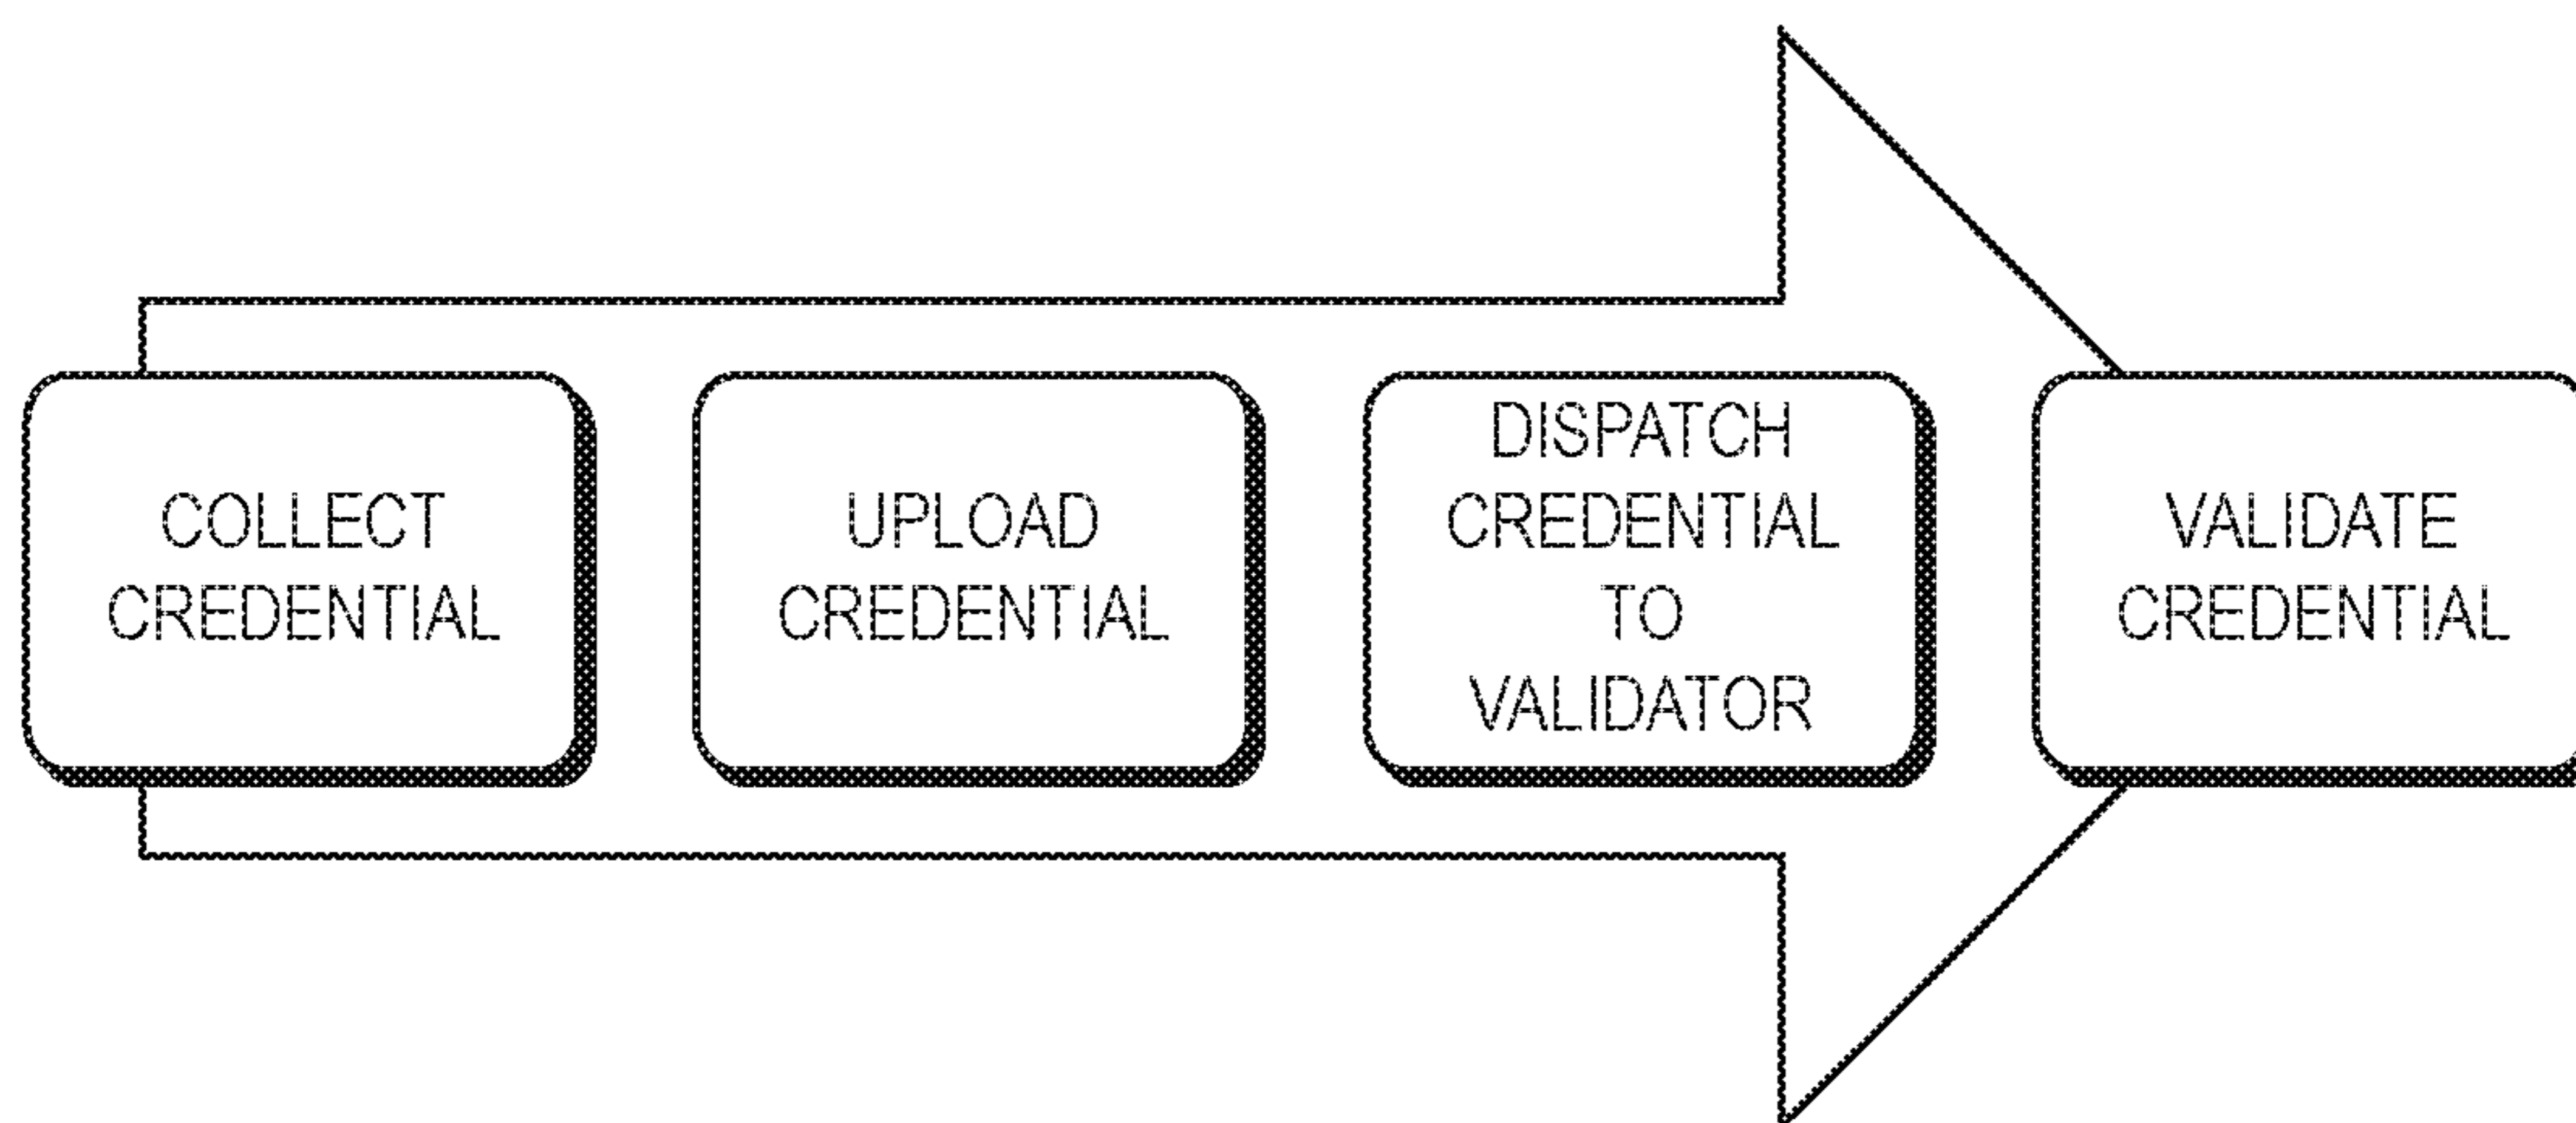 COLLECT
CREDENTIAL
UPLOAD
CREDENTIAL
DISPATCH
CREDENTIAL
TO
VALIDATOR
VALIDATE
CREDENTIAL